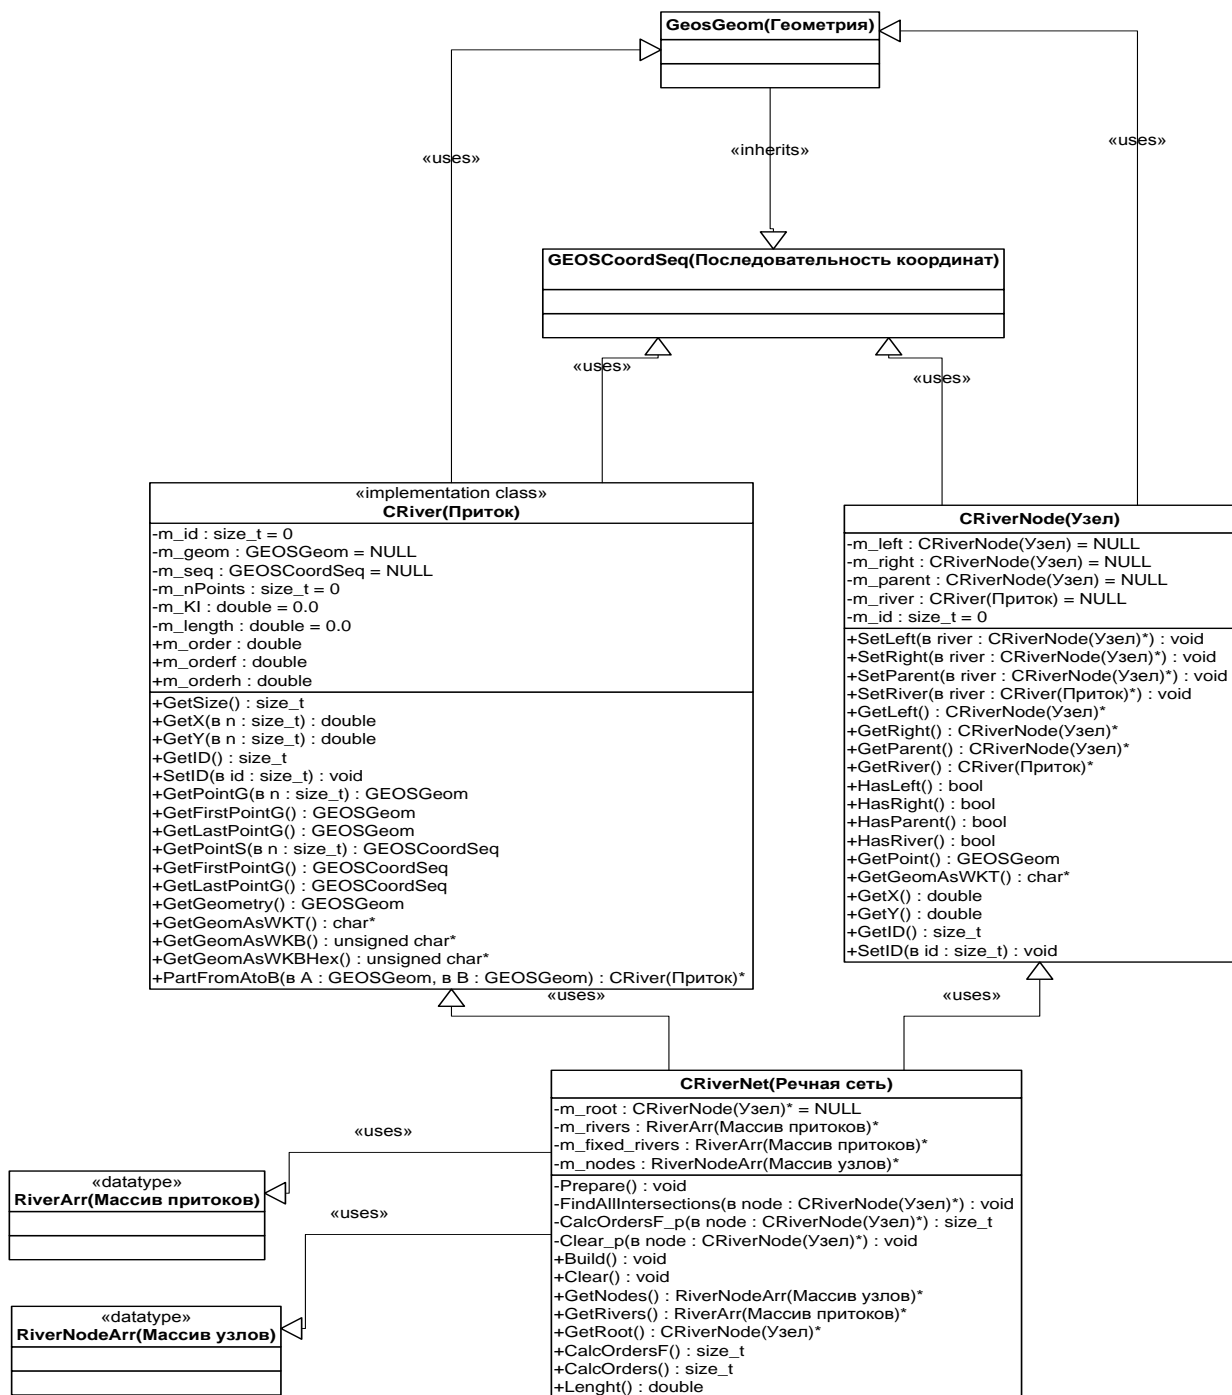 GeosGeom(Геометрия)
«uses»
«inherits»
«uses»
GEOSCoordSeq(Последовательность координат)
«uses»
«uses»
«implementation class»
CRiver(Приток)
-m_id : size_t = 0
-m_geom : GEOSGeom = NULL
-m_seq : GEOSCoordSeq = NULL
-m_nPoints : size_t = 0
-m_KI : double = 0.0
-m_length : double = 0.0
+m_order : double
+m_orderf : double
+m_orderh : double
+GetSize() : size_t
+GetX(в n : size_t) : double
+GetY(в n : size_t) : double
+GetID() : size_t
+SetID(в id : size_t) : void
+GetPointG(в n : size_t) : GEOSGeom
+GetFirstPointG() : GEOSGeom
+GetLastPointG() : GEOSGeom
+GetPointS(в n : size_t) : GEOSCoordSeq
+GetFirstPointG() : GEOSCoordSeq
+GetLastPointG() : GEOSCoordSeq
+GetGeometry() : GEOSGeom
+GetGeomAsWKT() : char*
+GetGeomAsWKB() : unsigned char*
+GetGeomAsWKBHex() : unsigned char*
+PartFromAtoB(в A : GEOSGeom, в B : GEOSGeom) : CRiver(Приток)*
CRiverNode(Узел)
-m_left : CRiverNode(Узел) = NULL
-m_right : CRiverNode(Узел) = NULL
-m_parent : CRiverNode(Узел) = NULL
-m_river : CRiver(Приток) = NULL
-m_id : size_t = 0
+SetLeft(в river : CRiverNode(Узел)*) : void
+SetRight(в river : CRiverNode(Узел)*) : void
+SetParent(в river : CRiverNode(Узел)*) : void
+SetRiver(в river : CRiver(Приток)*) : void
+GetLeft() : CRiverNode(Узел)*
+GetRight() : CRiverNode(Узел)*
+GetParent() : CRiverNode(Узел)*
+GetRiver() : CRiver(Приток)*
+HasLeft() : bool
+HasRight() : bool
+HasParent() : bool
+HasRiver() : bool
+GetPoint() : GEOSGeom
+GetGeomAsWKT() : char*
+GetX() : double
+GetY() : double
+GetID() : size_t
+SetID(в id : size_t) : void
«uses»
«uses»
CRiverNet(Речная сеть)
-m_root : CRiverNode(Узел)* = NULL
-m_rivers : RiverArr(Массив притоков)*
-m_fixed_rivers : RiverArr(Массив притоков)*
-m_nodes : RiverNodeArr(Массив узлов)*
-Prepare() : void
-FindAllIntersections(в node : CRiverNode(Узел)*) : void
-CalcOrdersF_p(в node : CRiverNode(Узел)*) : size_t
-Clear_p(в node : CRiverNode(Узел)*) : void
+Build() : void
+Clear() : void
+GetNodes() : RiverNodeArr(Массив узлов)*
+GetRivers() : RiverArr(Массив притоков)*
+GetRoot() : CRiverNode(Узел)*
+CalcOrdersF() : size_t
+CalcOrders() : size_t
+Lenght() : double
«uses»
«datatype»
RiverArr(Массив притоков)
«uses»
«datatype»
RiverNodeArr(Массив узлов)